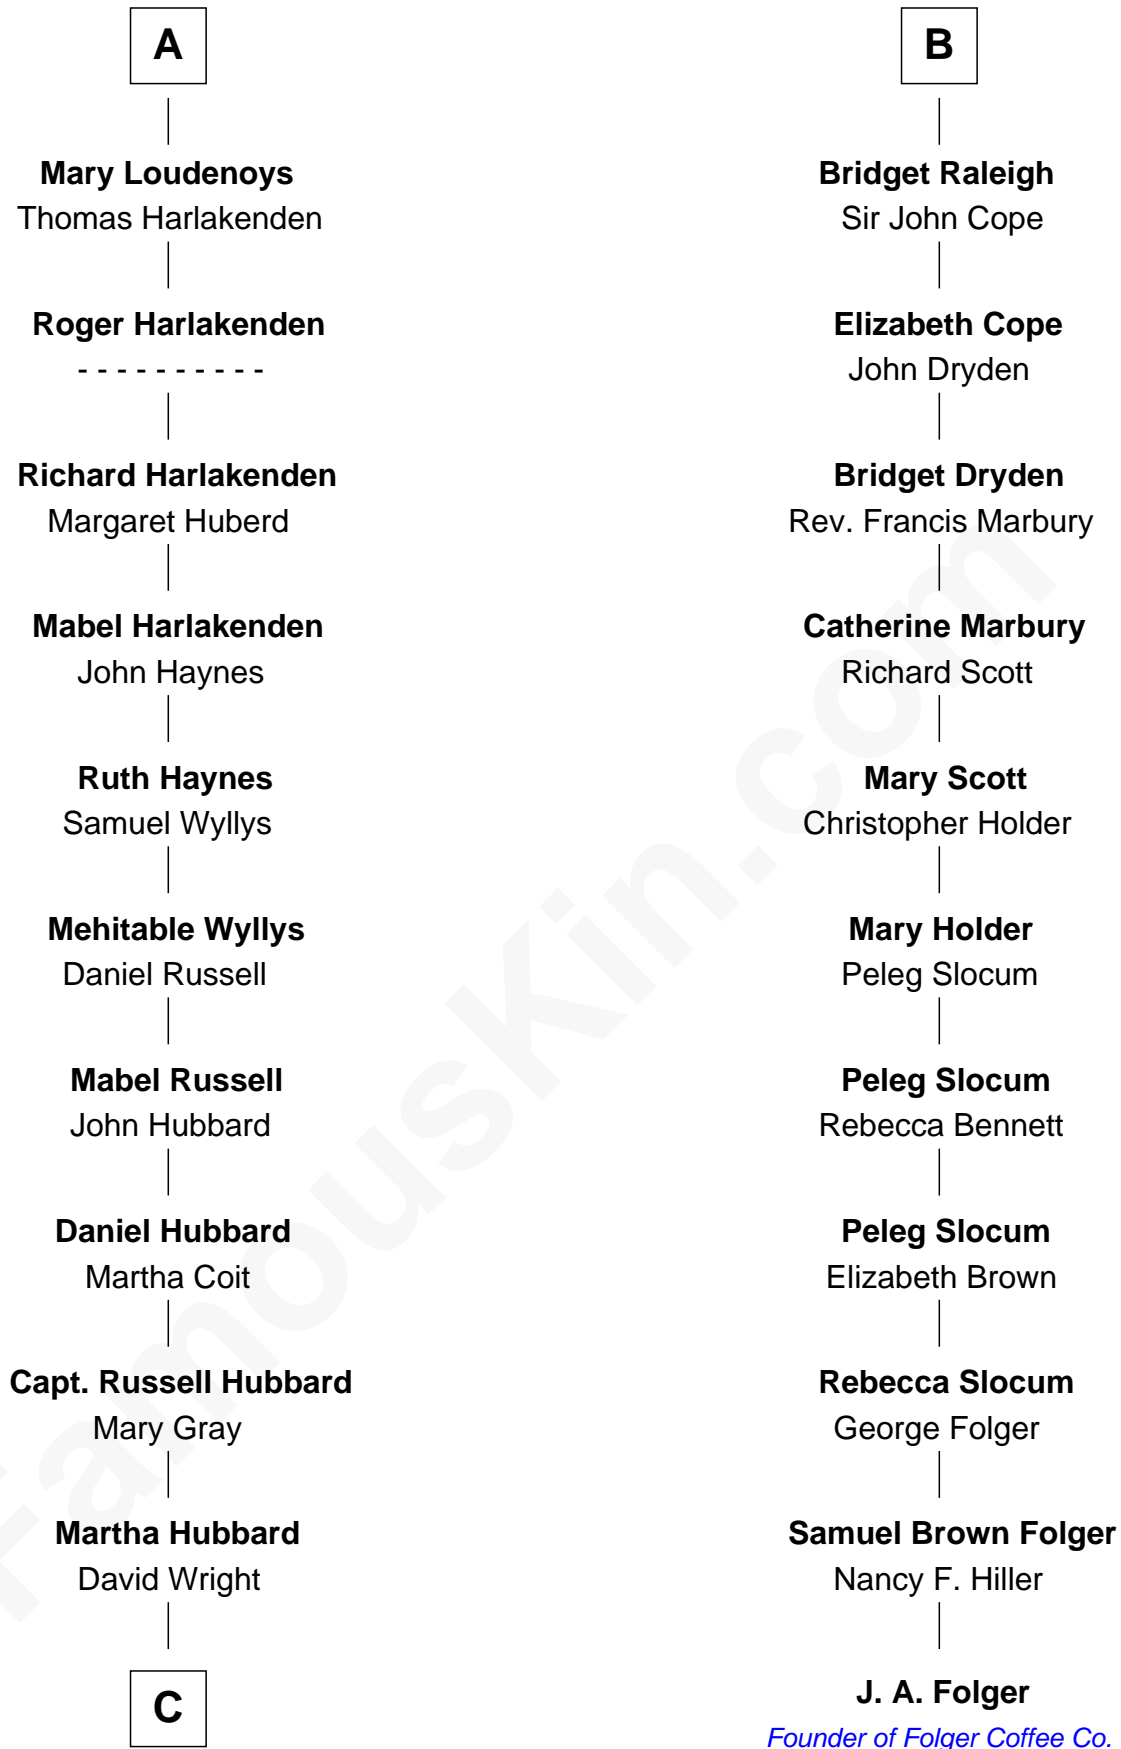 A
Mary Loudenoys
Thomas Harlakenden
Roger Harlakenden
- - - - - - - - - -
Richard Harlakenden
Margaret Huberd
Mabel Harlakenden
John Haynes
Ruth Haynes
Samuel Wyllys
Mehitable Wyllys
Daniel Russell
Mabel Russell
John Hubbard
Daniel Hubbard
Martha Coit
Capt. Russell Hubbard
Mary Gray
Martha Hubbard
David Wright
C
B
Bridget Raleigh
Sir John Cope
Elizabeth Cope
John Dryden
Bridget Dryden
Rev. Francis Marbury
Catherine Marbury
Richard Scott
Mary Scott
Christopher Holder
Mary Holder
Peleg Slocum
Peleg Slocum
Rebecca Bennett
Peleg Slocum
Elizabeth Brown
Rebecca Slocum
George Folger
Samuel Brown Folger
Nancy F. Hiller
J. A. Folger
Founder of Folger Coffee Co.
FamousKin.com